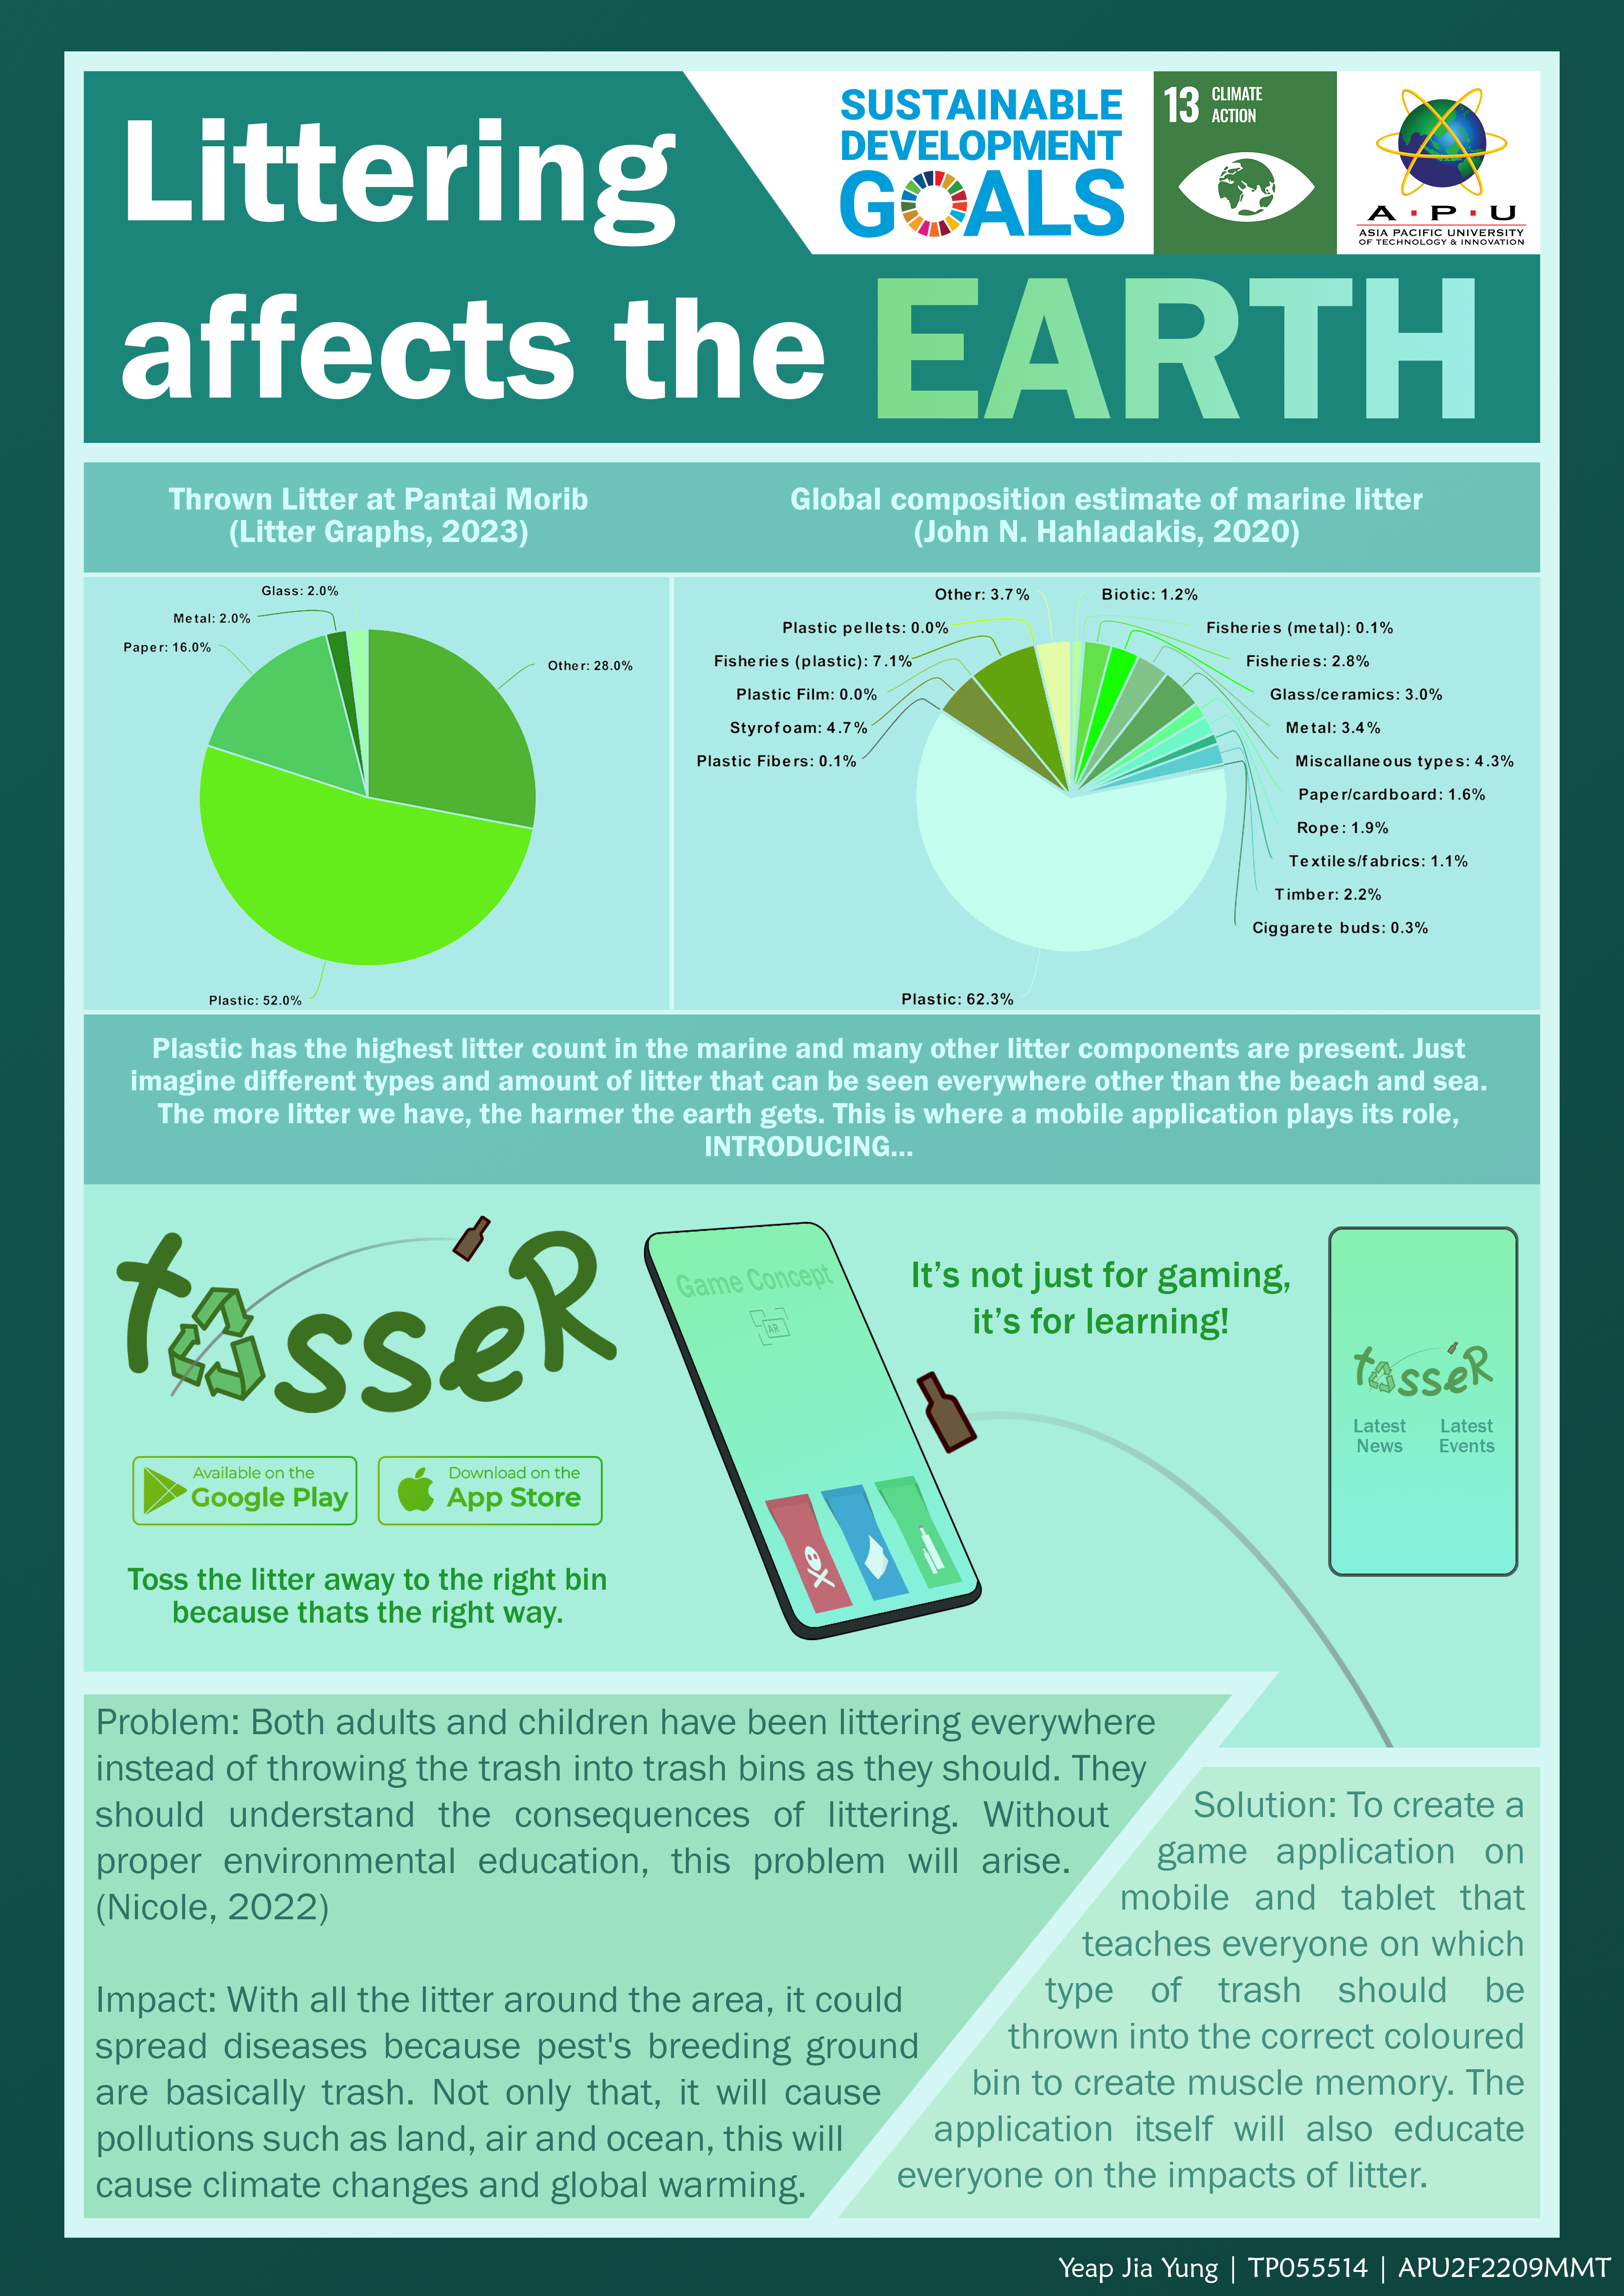 Littering
affects the EARTH
SUSTAINABLE
DEVELOPMENT
GOALS
13 CLIMATE
ACTION
A·P·U
ASIA PACIFIC UNIVERSITY
OF TECHNOLOGY & INNOVATION
Thrown Litter at Pantai Morib
(Litter Graphs, 2023)
Glass: 2.0%
Metal: 2.0%
Paper: 16.0%
Other: 28.0%
Plastic: 52.0%
Global composition estimate of marine litter
(John N. Hahladakis, 2020)
Other: 3.7%
Plastic pellets: 0.0%
Fisheries (plastic): 7.1%
Plastic Film: 0.0%
Styrofoam: 4.7%
Plastic Fibers: 0.1%
Biotic: 1.2%
Fisheries (metal): 0.1%
Fisheries: 2.8%
Glass/ceramics: 3.0%
Metal: 3.4%
Miscallaneous types: 4.3%
Paper/cardboard: 1.6%
Rope: 1.9%
Textiles/fabrics: 1.1%
Timber: 2.2%
Ciggarete buds: 0.3%
Plastic: 62.3%
Plastic has the highest litter count in the marine and many other litter components are present. Just
imagine different types and amount of litter that can be seen everywhere other than the beach and sea.
The more litter we have, the harmer the earth gets. This is where a mobile application plays its role,
INTRODUCING...
tosseR
Available on the
Google Play
Download on the
App Store
Toss the litter away to the right bin
because thats the right way.
Game Concept
AR
It's not just for gaming,
it's for learning!
tosseR
Latest News
Latest Events
Problem: Both adults and children have been littering everywhere
instead of throwing the trash into trash bins as they should. They
should understand the consequences of littering. Without
proper environmental education, this problem will arise.
(Nicole, 2022)
Impact: With all the litter around the area, it could
spread diseases because pest's breeding ground
are basically trash. Not only that, it will cause
pollutions such as land, air and ocean, this will
cause climate changes and global warming.
Solution: To create a
game application on
mobile and tablet that
teaches everyone on which
type of trash should be
thrown into the correct coloured
bin to create muscle memory. The
application itself will also educate
everyone on the impacts of litter.
Yeap Jia Yung | TP055514 | APU2F2209MMT